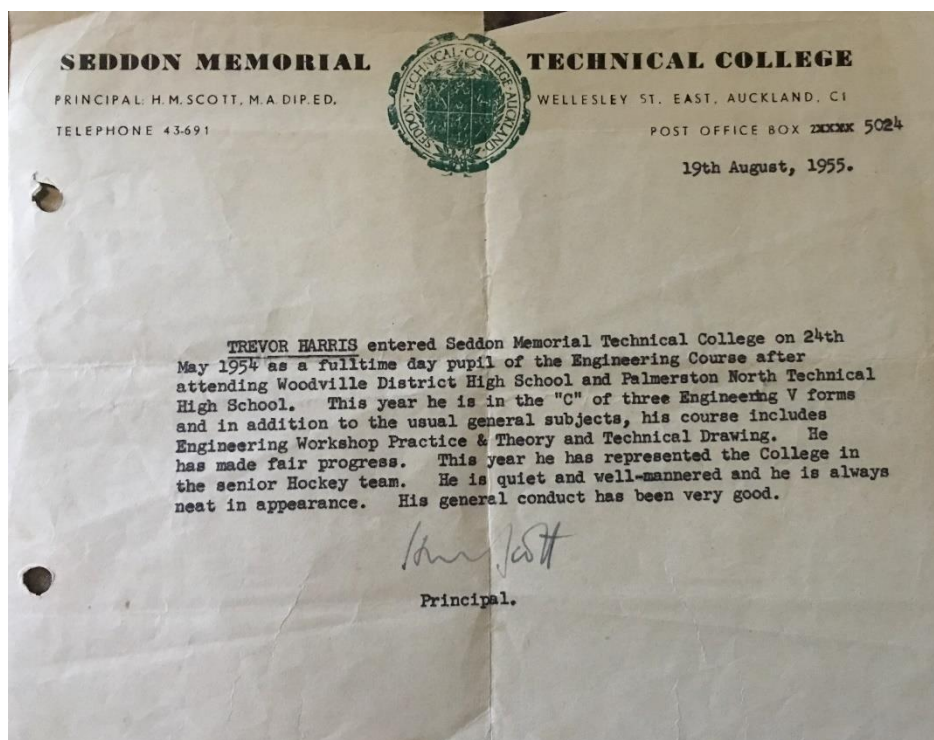 SEDDON MEMORIAL TECHNICAL COLLEGE
PRINCIPAL: H. M. SCOTT, M.A. DIP. ED.
WELLESLEY ST. EAST, AUCKLAND, C1
TELEPHONE 43-691
POST OFFICE BOX 2XXXX 5024
SEDDON · TECHNICAL · COLLEGE · AUCKLAND
19th August, 1955.
TREVOR HARRIS entered Seddon Memorial Technical College on 24th
May 1954 as a fulltime day pupil of the Engineering Course after
attending Woodville District High School and Palmerston North Technical
High School. This year he is in the "C" of three Engineering V forms
and in addition to the usual general subjects, his course includes
Engineering Workshop Practice & Theory and Technical Drawing. He
has made fair progress. This year he has represented the College in
the senior Hockey team. He is quiet and well-mannered and he is always
neat in appearance. His general conduct has been very good.
Principal.